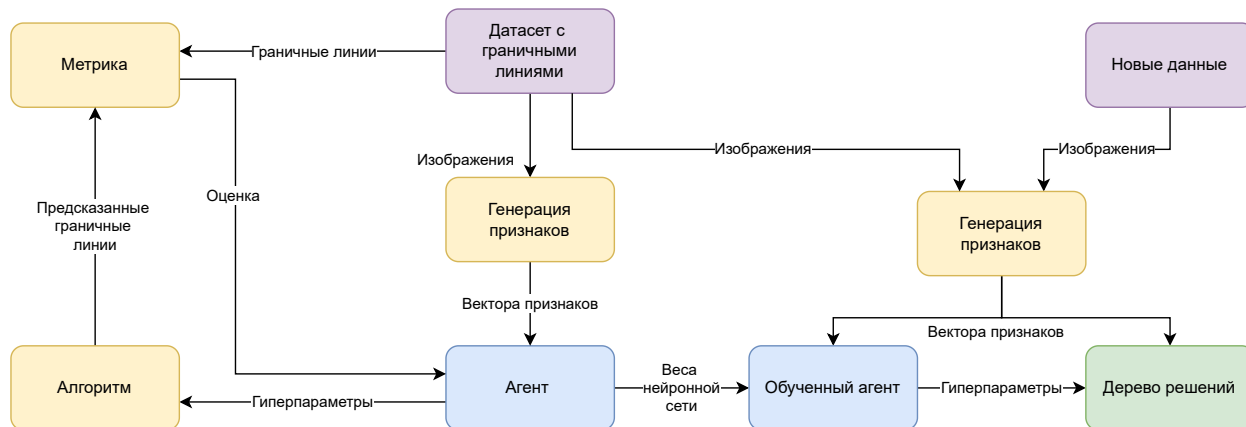 Метрика
Граничные линии
Датасет с
граничными
линиями
Новые данные
Изображения
Изображения
Изображения
Предсказанные
граничные
линии
Оценка
Генерация
признаков
Генерация
признаков
Вектора признаков
Вектора признаков
Алгоритм
Гиперпараметры
Агент
Веса
нейронной
сети
Обученный агент
Гиперпараметры
Дерево решений